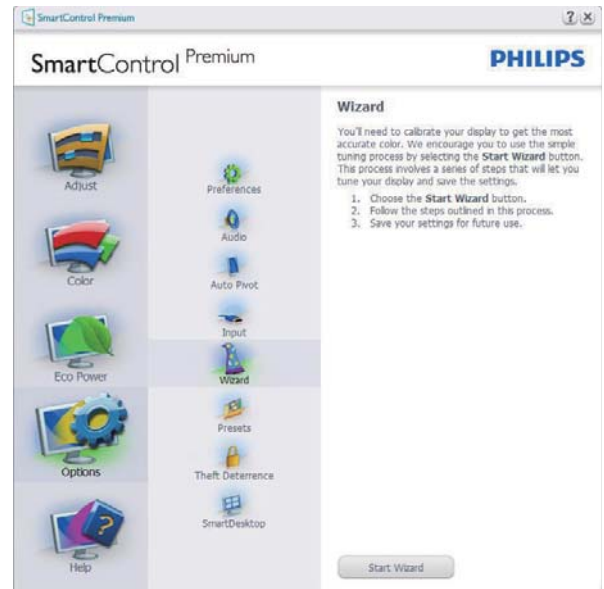 SmartControl Premium
SmartControl Premium
PHILIPS
Adjust
Color
Eco Power
Options
Help
Preferences
Audio
Auto Pivot
Input
Wizard
Presets
Theft Deterrence
SmartDesktop
Wizard
You'll need to calibrate your display to get the most
accurate color. We encourage you to use the simple
tuning process by selecting the Start Wizard button.
This process involves a series of steps that will let you
tune your display and save the settings.
1. Choose the Start Wizard button.
2. Follow the steps outlined in this process.
3. Save your settings for future use.
Start Wizard